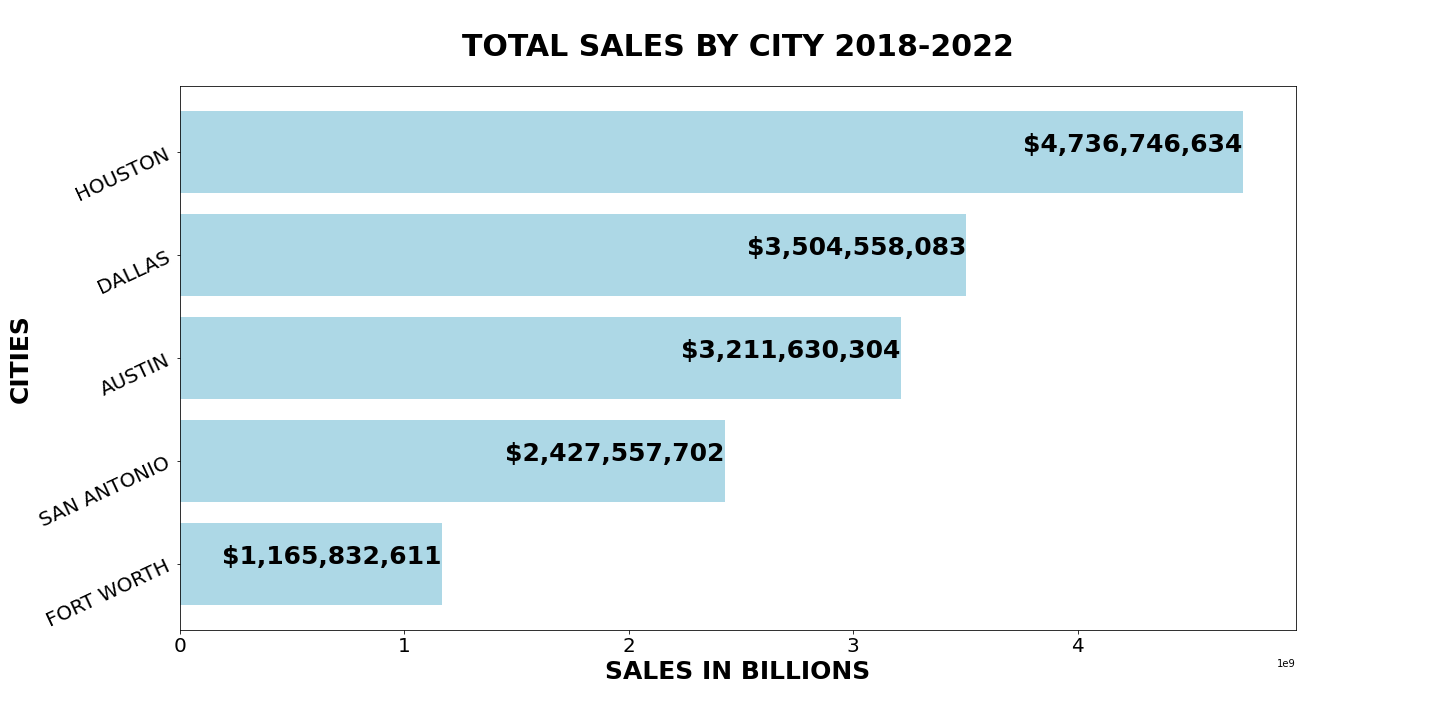 TOTAL SALES BY CITY 2018-2022
HOUSTON
$4,736,746,634
DALLAS
$3,504,558,083
AUSTIN
$3,211,630,304
SAN ANTONIO
$2,427,557,702
FORT WORTH
$1,165,832,611
CITIES
0 1 2 3 4
1e9
SALES IN BILLIONS